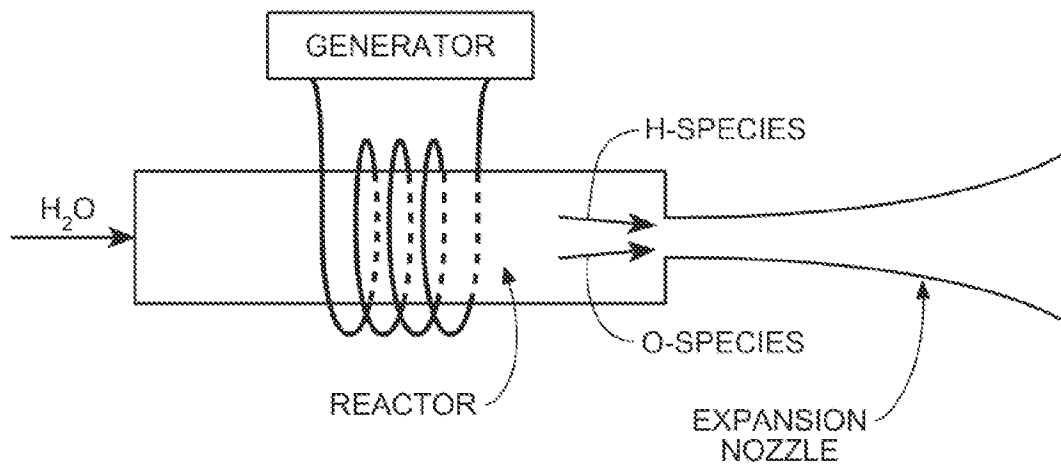 GENERATOR
H-SPECIES
H₂O
O-SPECIES
REACTOR
EXPANSION
NOZZLE